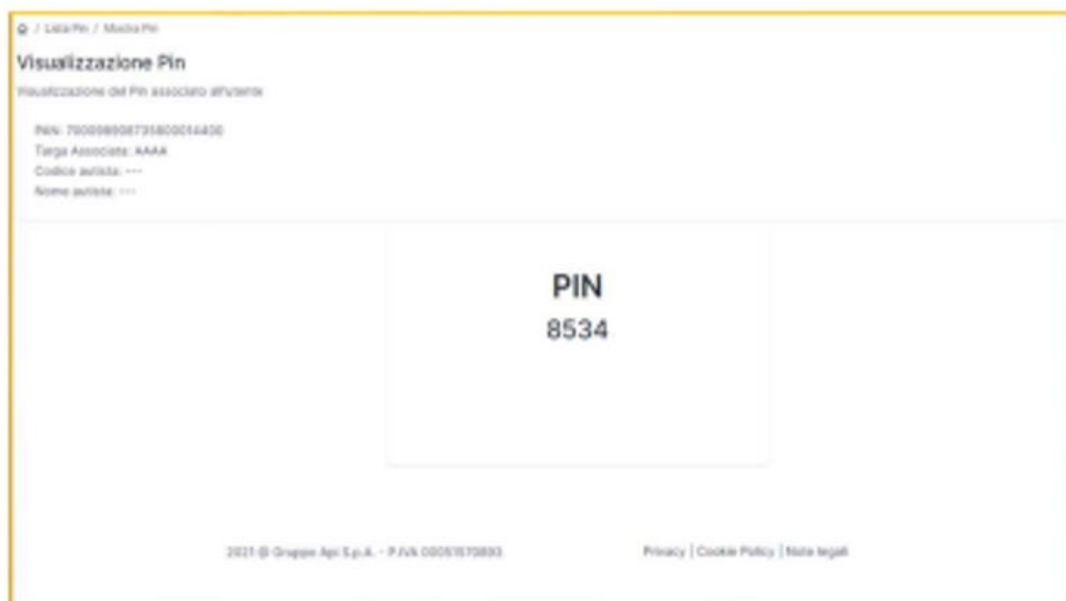 / Lista Pin / Mostra Pin
Visualizzazione Pin
Visualizzazione del Pin associato all'utente
PAN:
Targa Associata: AAAA
Codice autista: ---
Nome autista: ---
PIN
8534
2021 @ Gruppo Api S.p.A. - P.IVA
Privacy | Cookie Policy | Note legali